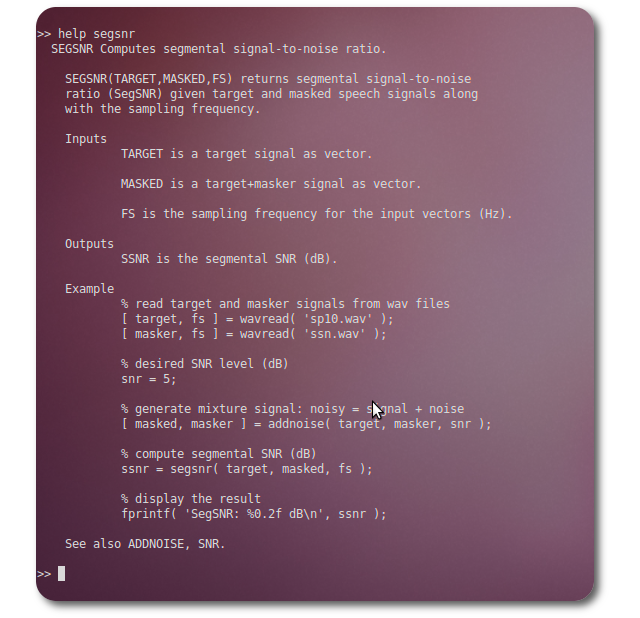 >> help segsnr
SEGSNR Computes segmental signal-to-noise ratio.
SEGSNR(TARGET,MASKED,FS) returns segmental signal-to-noise
ratio (SegSNR) given target and masked speech signals along
with the sampling frequency.
Inputs
TARGET is a target signal as vector.
MASKED is a target+masker signal as vector.
FS is the sampling frequency for the input vectors (Hz).
Outputs
SSNR is the segmental SNR (dB).
Example
% read target and masker signals from wav files
[ target, fs ] = wavread( 'sp10.wav' );
[ masker, fs ] = wavread( 'ssn.wav' );
% desired SNR level (dB)
snr = 5;
% generate mixture signal: noisy = signal + noise
[ masked, masker ] = addnoise( target, masker, snr );
% compute segmental SNR (dB)
ssnr = segsnr( target, masked, fs );
% display the result
fprintf( 'SegSNR: %0.2f dB\n', ssnr );
See also ADDNOISE, SNR.
>>